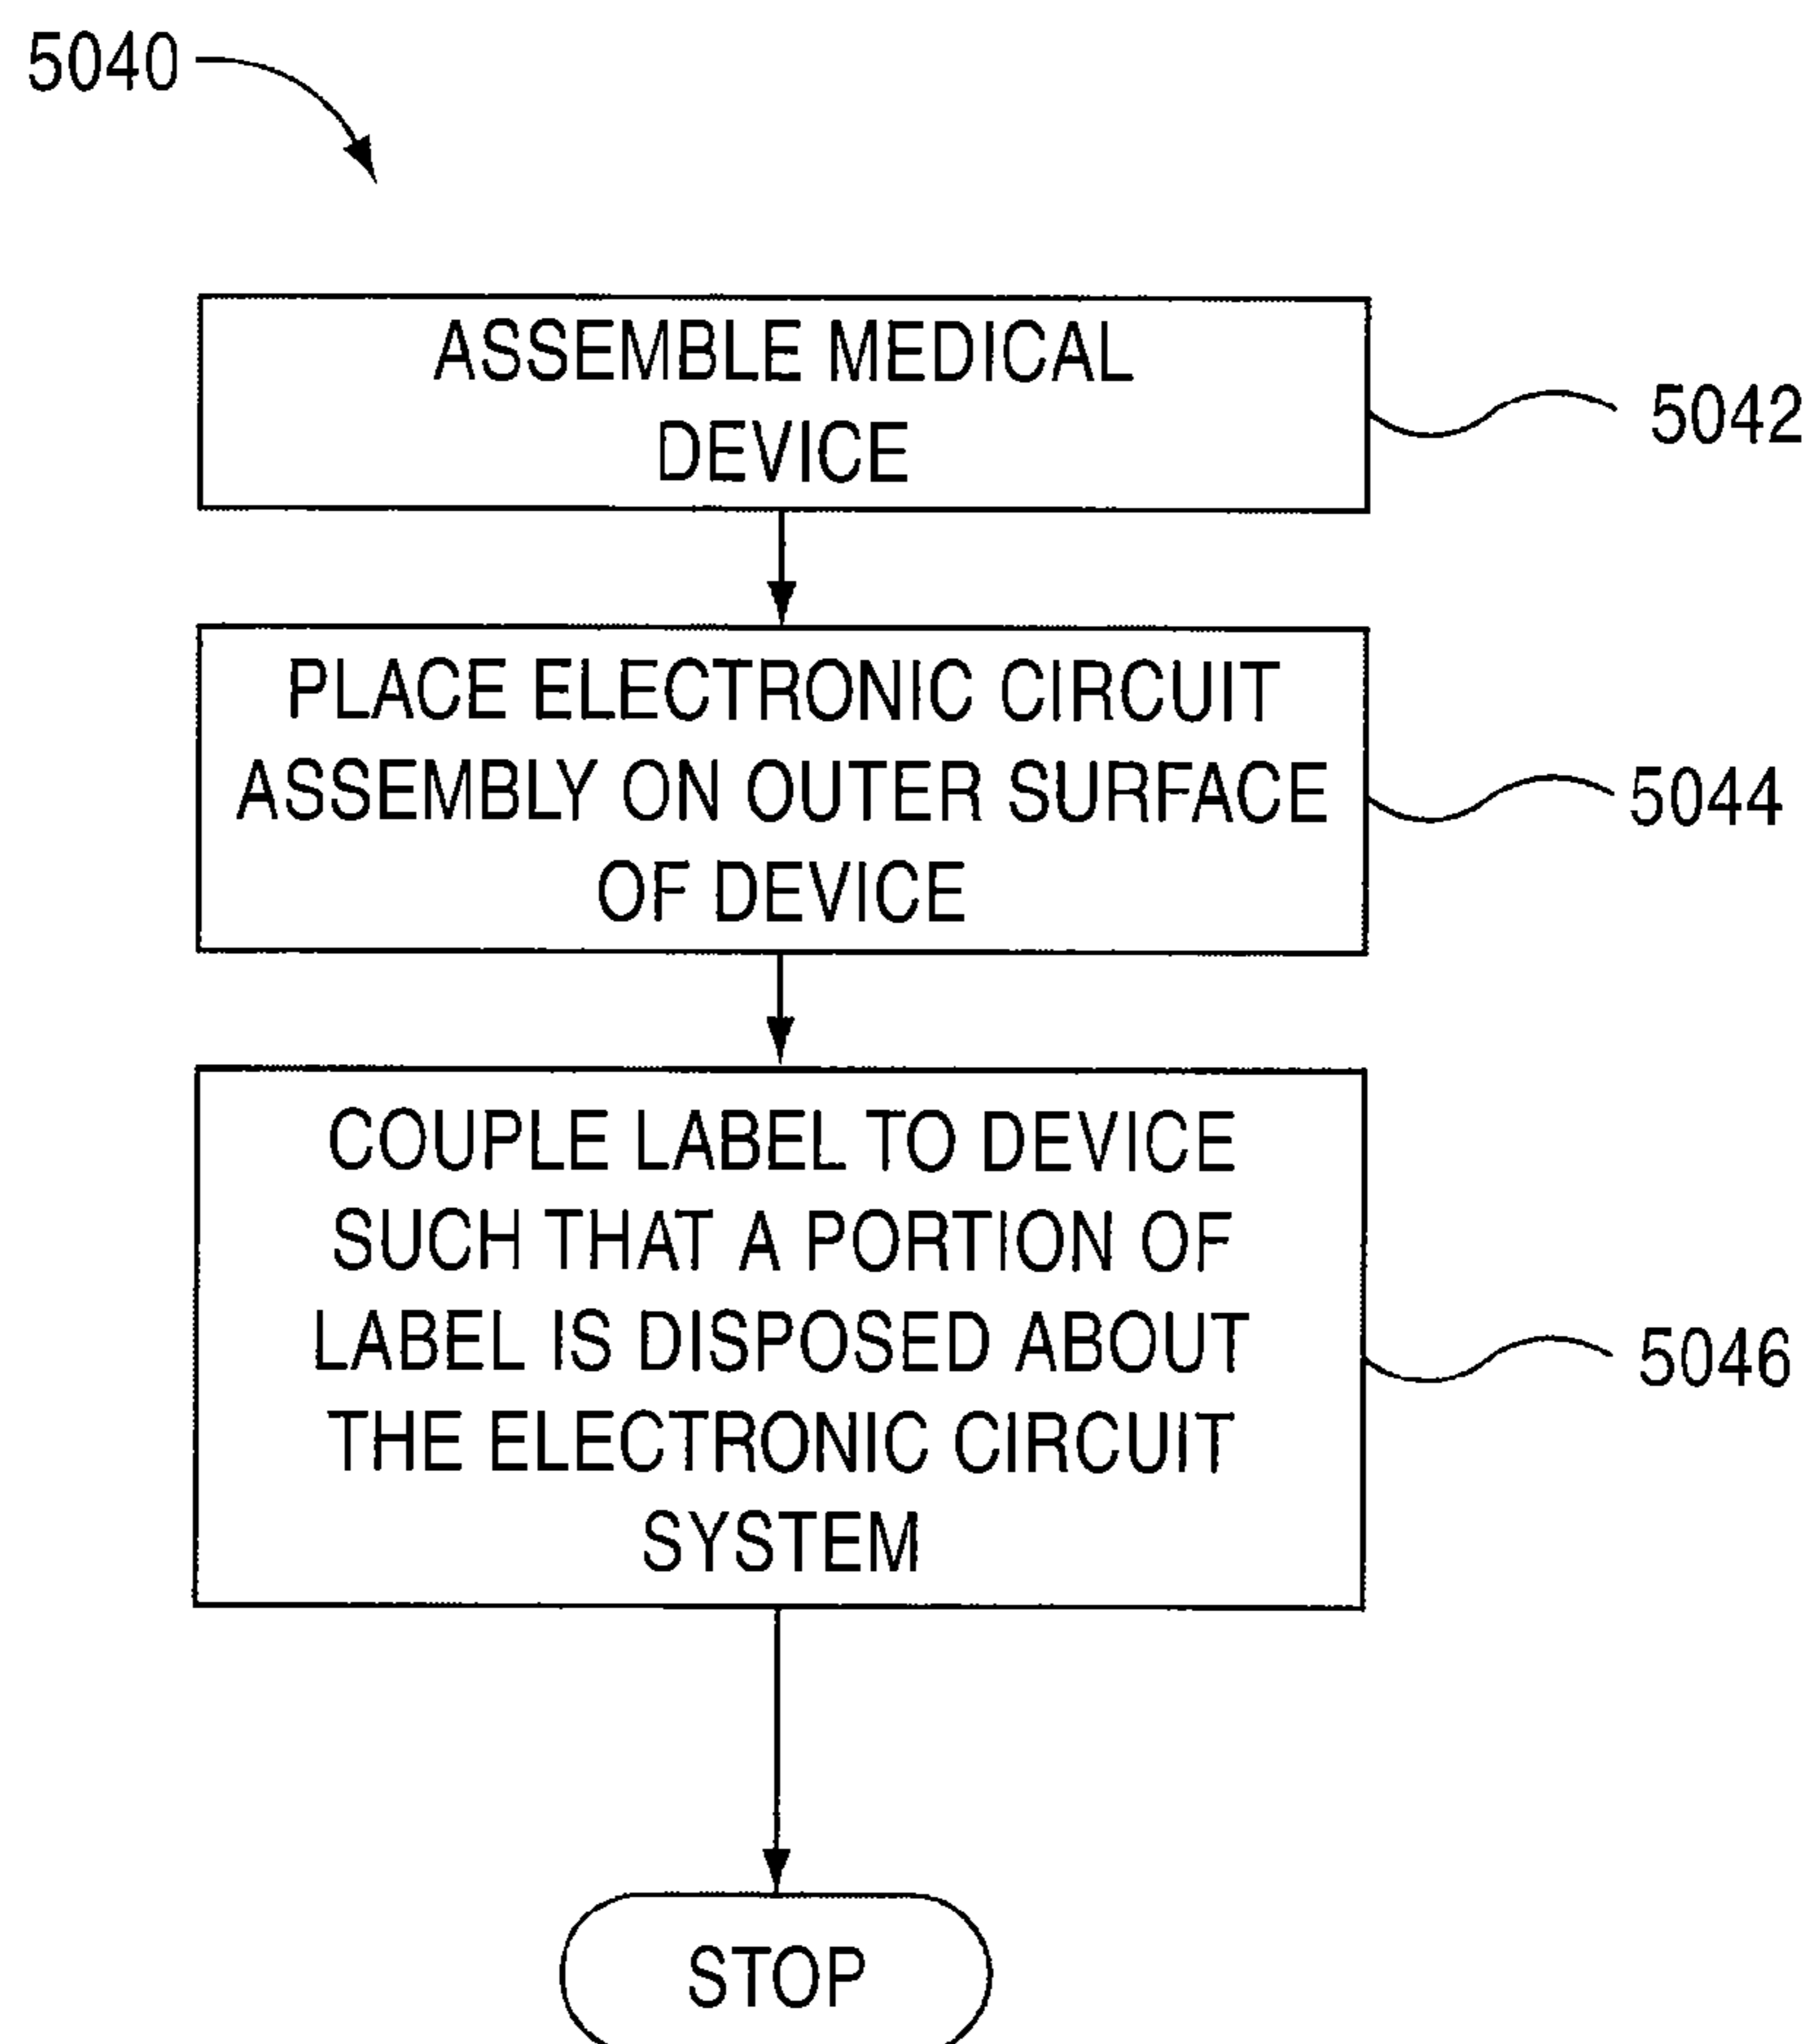 5040
ASSEMBLE MEDICAL
DEVICE
5042
PLACE ELECTRONIC CIRCUIT
ASSEMBLY ON OUTER SURFACE
OF DEVICE
5044
COUPLE LABEL TO DEVICE
SUCH THAT A PORTION OF
LABEL IS DISPOSED ABOUT
THE ELECTRONIC CIRCUIT
SYSTEM
5046
STOP